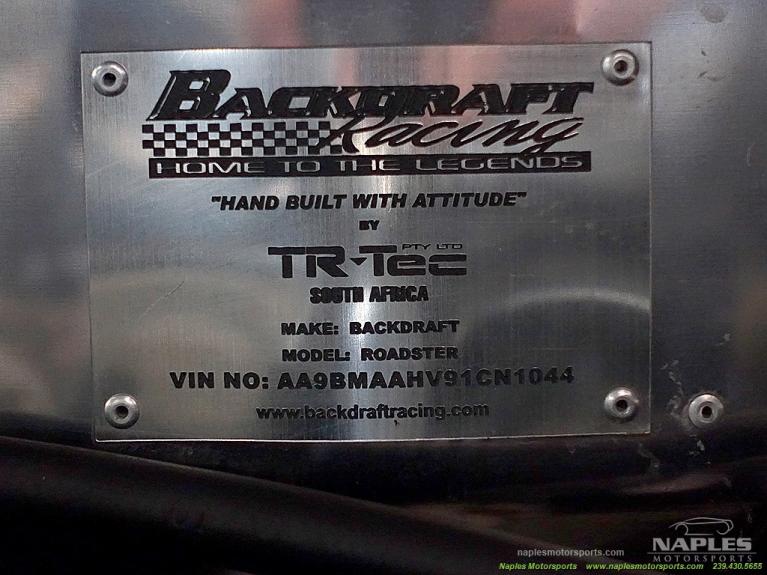 BACKDRAFT
Racing
HOME TO THE LEGENDS
"HAND BUILT WITH ATTITUDE"
BY
TR-Tec PTY LTD
SOUTH AFRICA
MAKE: BACKDRAFT
MODEL: ROADSTER
VIN NO: AA9BMAAHV91CN1044
www.backdraftracing.com
NAPLES
MOTORSPORTS
naplesmotorsports.com
Naples Motorsports www.naplesmotorsports.com 239.430.5655